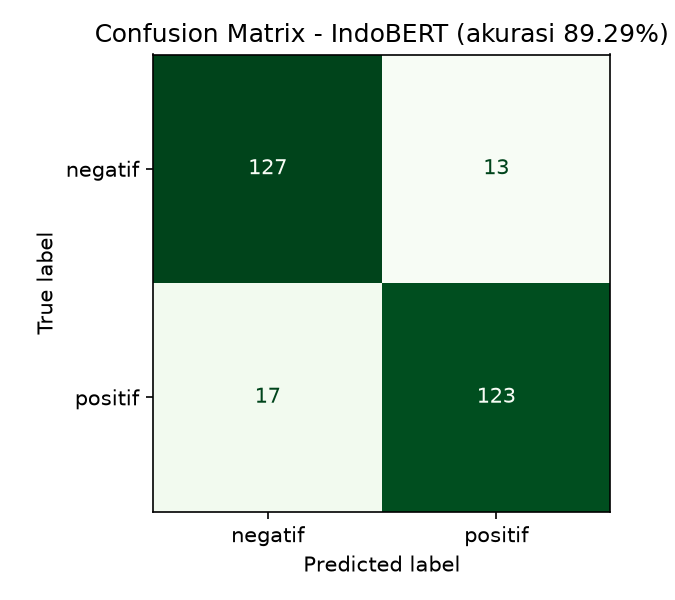 Confusion Matrix - IndoBERT (akurasi 89.29%)
True label
negatif
127
13
positif
17
123
negatif
positif
Predicted label